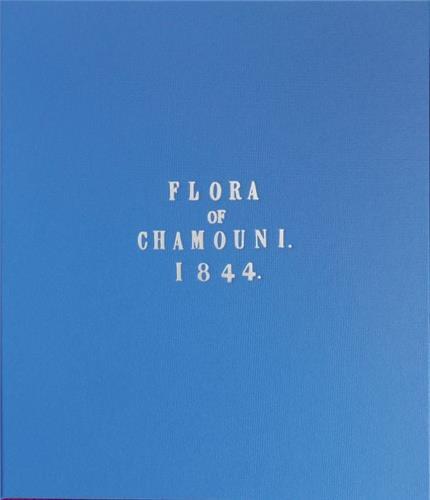 FLORA
OF
CHAMOUNI.
1844.